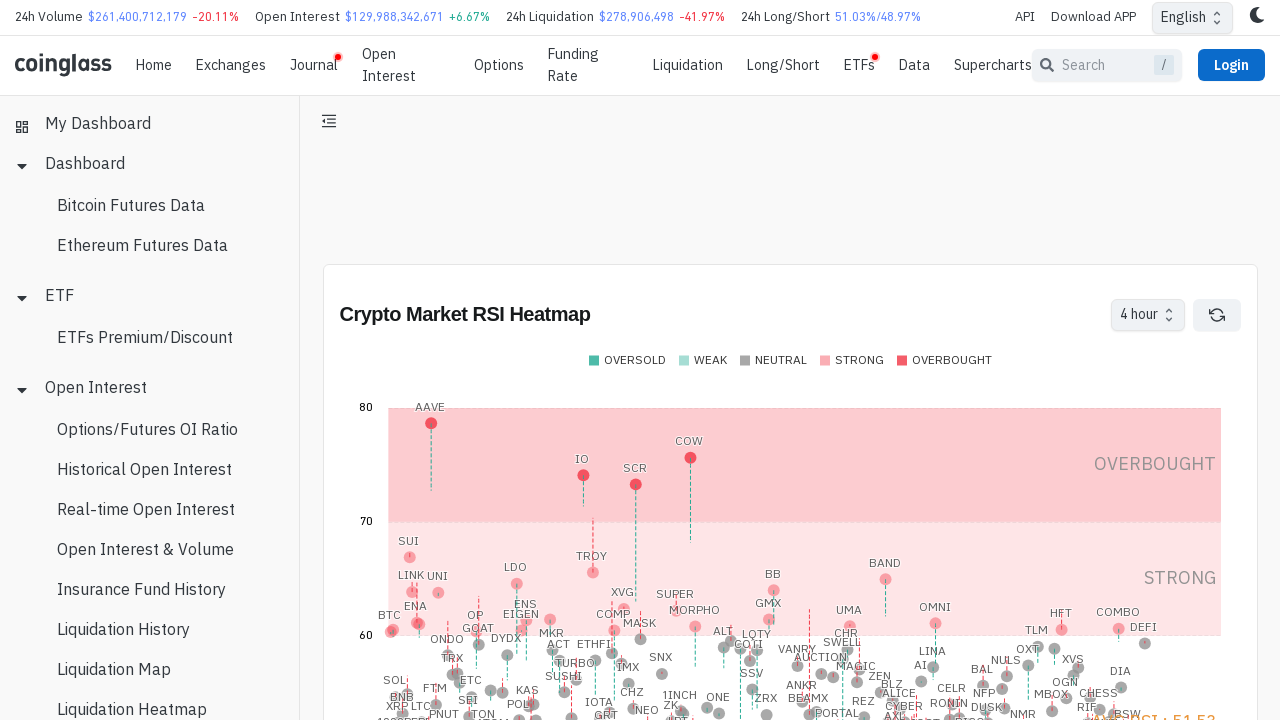 24h Volume $261,400,712,179 -20.11% Open Interest $129,988,342,671 +6.67% 24h Liquidation $278,906,498 -41.97% 24h Long/Short 51.03%/48.97% API Download APP English
coinglass Home Exchanges Journal Open Interest Options Funding Rate Liquidation Long/Short ETFs Data Supercharts Search / Login
My Dashboard
Dashboard
Bitcoin Futures Data
Ethereum Futures Data
ETF
ETFs Premium/Discount
Open Interest
Options/Futures OI Ratio
Historical Open Interest
Real-time Open Interest
Open Interest & Volume
Insurance Fund History
Liquidation History
Liquidation Map
Liquidation Heatmap
Crypto Market RSI Heatmap
4 hour
OVERSOLD WEAK NEUTRAL STRONG OVERBOUGHT
80
AAVE
COW
IO
SCR
OVERBOUGHT
70
SUI
TROY
LINK UNI
LDO
BB
BAND
STRONG
XVG
SUPER
ENA
ENS
GMX
BTC
OP
EIGEN
COMP
MORPHO
UMA
OMNI
HFT
COMBO
60
GOAT
MASK
ALT
TLM
DEFI
ONDO
DYDX
MKR
ACT
ETHFI
LOTY
COTI
CHR
SWELL
VANRY
LINA
TRX
TURBO
IMX
SNX
AUCTION
MAGIC
AI
NULS
OXT
XVS
SOL
ETC
SUSHI
SSV
ZEN
BAL
OGN
DIA
BNB
FTM
KAS
CHZ
1INCH
ONE
ZRX
ANKR
BLZ
ALICE
CELR
NFP
MBOX
CHESS
XRP
LTC
SEI
POL
IOTA
NEO
ZK
BEAMX
REZ
CYBER
RONIN
DUSK
RIF
PNUT
TON
GRT
PORTAL
AXL
NMR